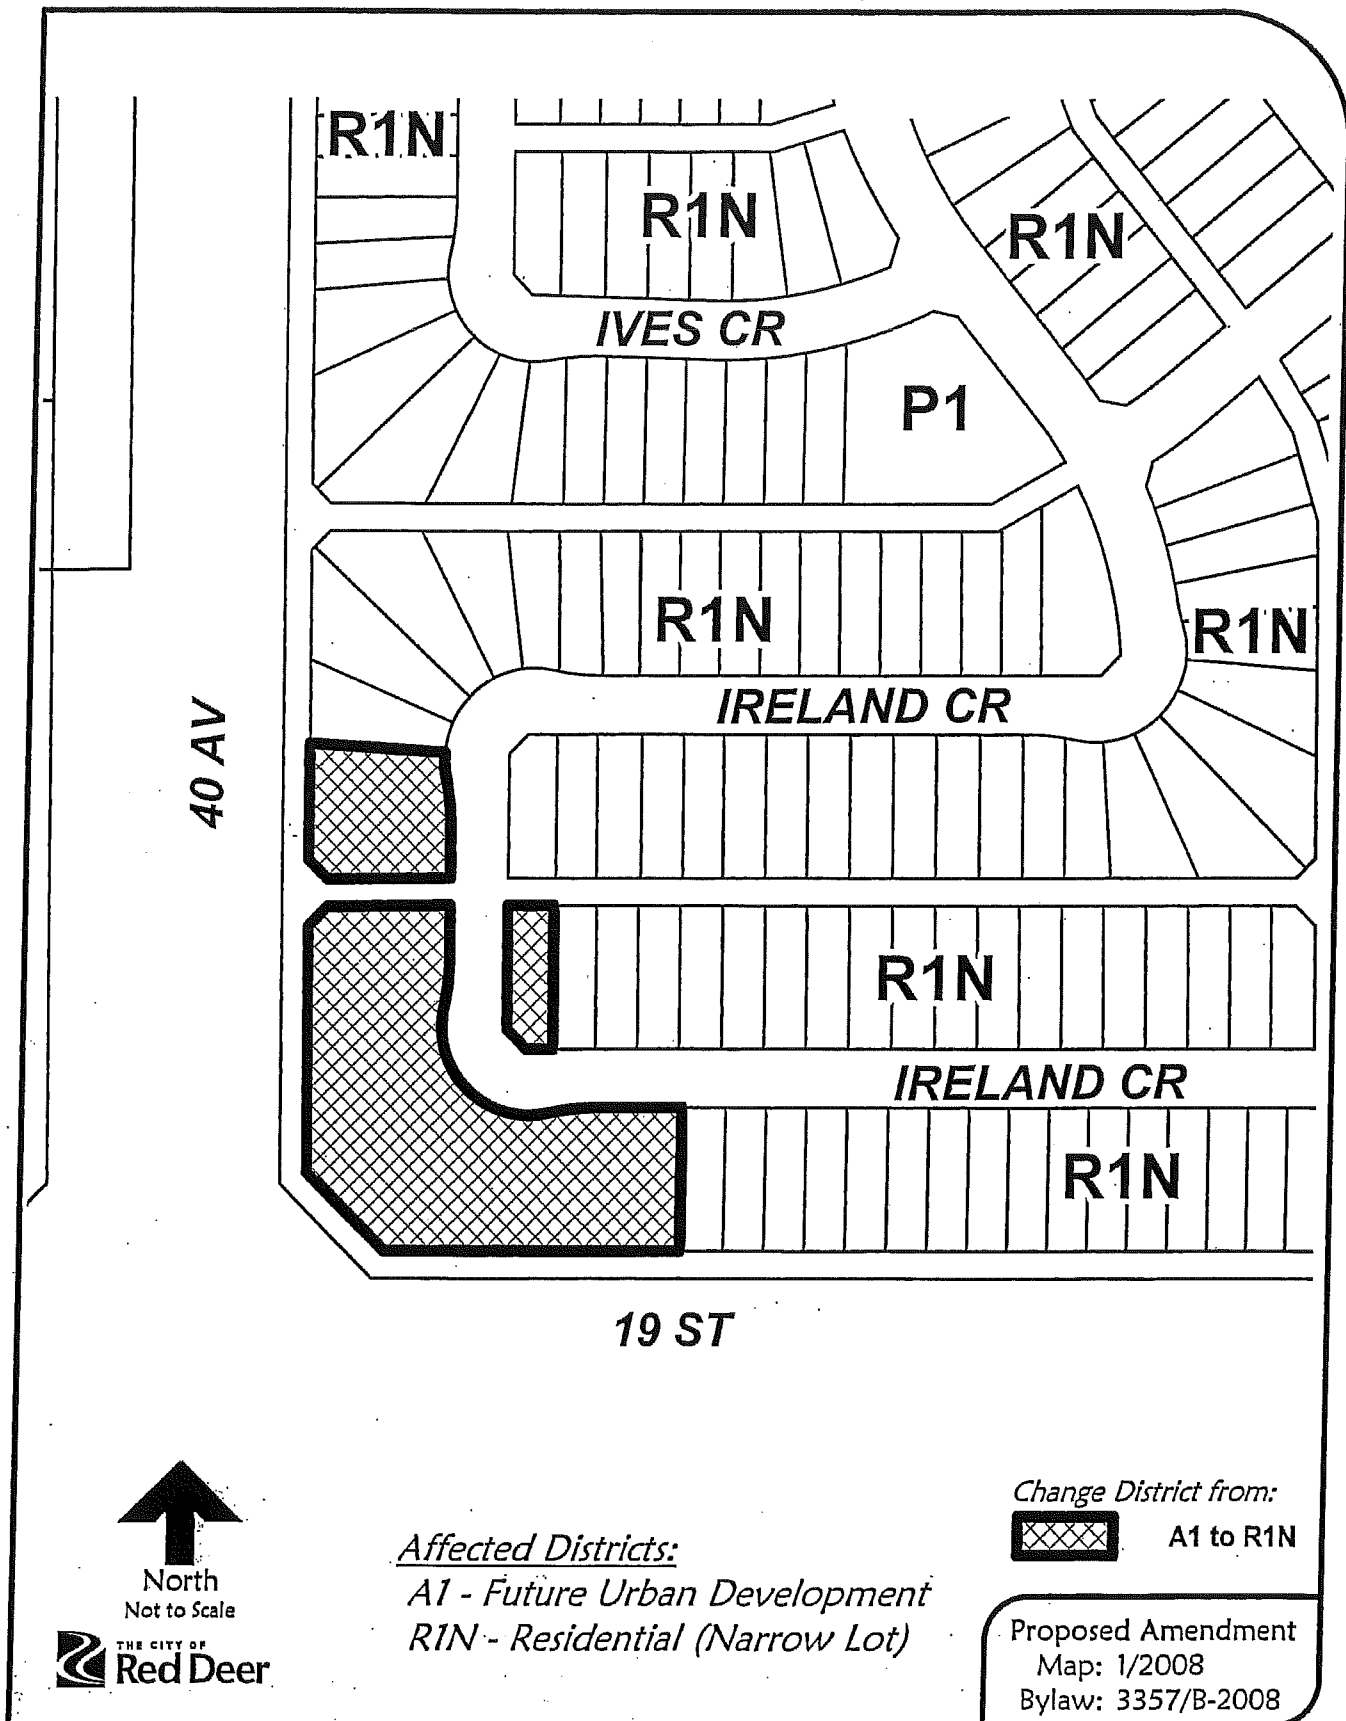 R1N
R1N
R1N
IVES CR
P1
R1N
R1N
IRELAND CR
40 AV
R1N
IRELAND CR
R1N
19 ST
North
Not to Scale
THE CITY OF
Red Deer
Affected Districts:
A1 - Future Urban Development
R1N - Residential (Narrow Lot)
Change District from:
A1 to R1N
Proposed Amendment
Map: 1/2008
Bylaw: 3357/B-2008